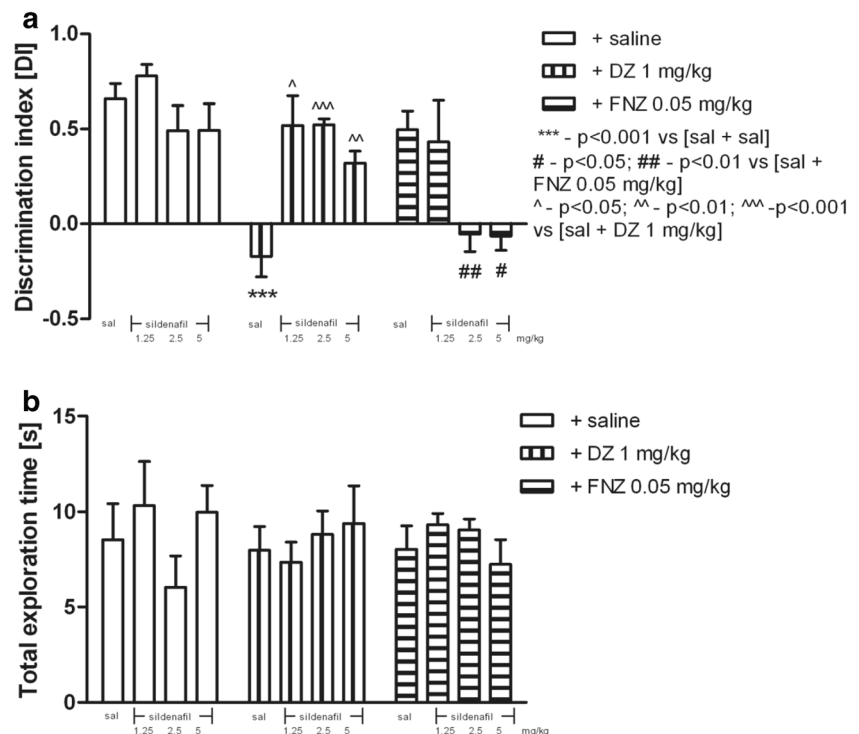 a
Discrimination index [DI]
1.0
0.5
0.0
-0.5
^ ^^^ ^^
***
## #
sal sildenafil sal sildenafil sal sildenafil
1.25 2.5 5 1.25 2.5 5 1.25 2.5 5 mg/kg
+ saline
+ DZ 1 mg/kg
+ FNZ 0.05 mg/kg
*** - p<0.001 vs [sal + sal]
# - p<0.05; ## - p<0.01 vs [sal +
FNZ 0.05 mg/kg]
^ - p<0.05; ^^ - p<0.01; ^^^ -p<0.001
vs [sal + DZ 1 mg/kg]
b
Total exploration time [s]
15
10
5
0
sal sildenafil sal sildenafil sal sildenafil
1.25 2.5 5 1.25 2.5 5 1.25 2.5 5 mg/kg
+ saline
+ DZ 1 mg/kg
+ FNZ 0.05 mg/kg